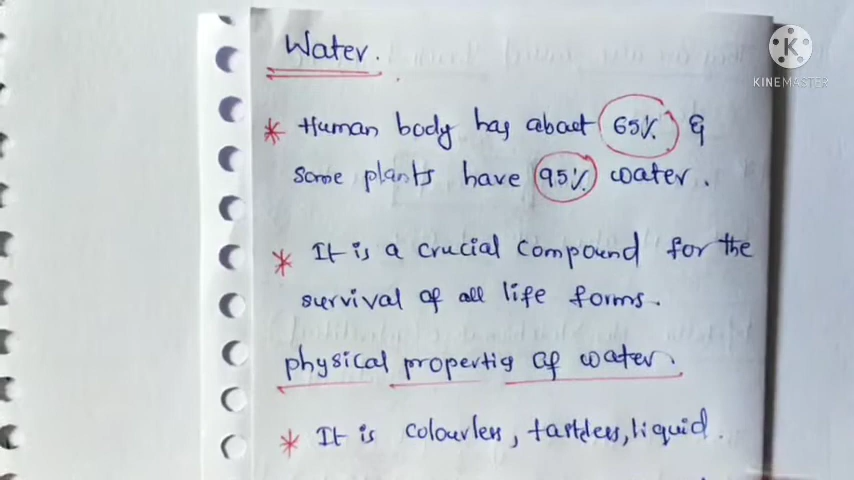 Water.
* Human body has about 65% &
some plants have 95% water.
* It is a crucial compound for the
survival of all life forms.
physical properties of water.
* It is colourless, tasteless, liquid.
K
KINEMASTER